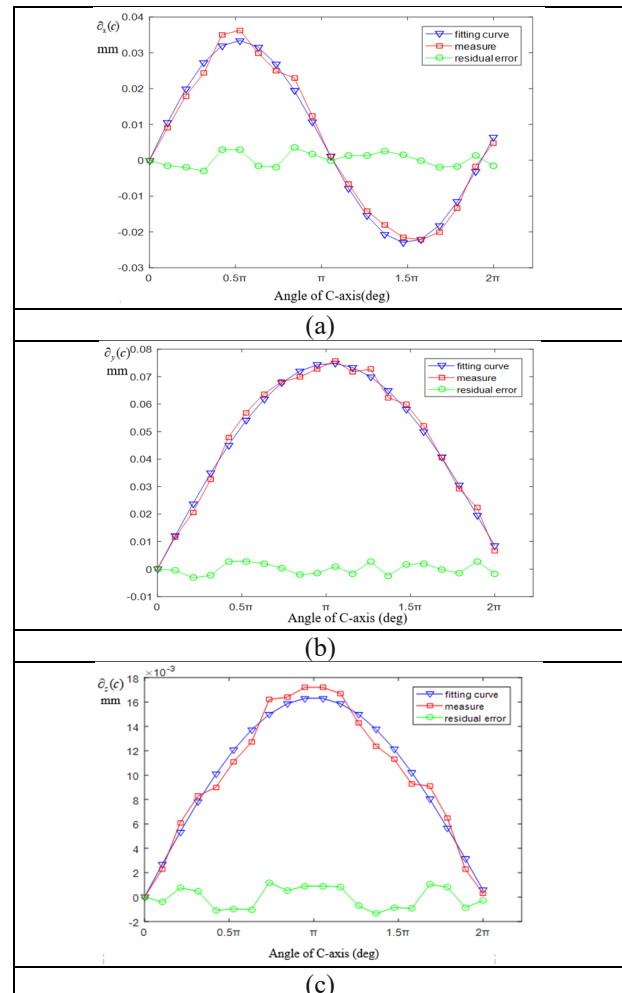 ∂x(c)
mm
0.04
0.03
0.02
0.01
0
-0.01
-0.02
-0.03
fitting curve
measure
residual error
0 0.5π π 1.5π 2π
Angle of C-axis(deg)
(a)
∂y(c)
mm
0.08
0.07
0.06
0.05
0.04
0.03
0.02
0.01
0
-0.01
fitting curve
measure
residual error
0 0.5π π 1.5π 2π
Angle of C-axis (deg)
(b)
∂z(c)
mm
×10⁻³
16
14
12
10
8
6
4
2
0
-2
fitting curve
measure
residual error
0 0.5π π 1.5π 2π
Angle of C-axis (deg)
(c)